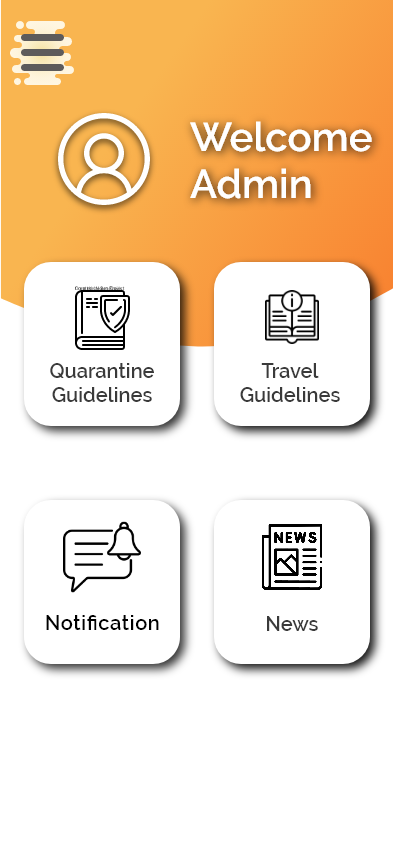 Welcome
Admin
Quarantine
Guidelines
Travel
Guidelines
NEWS
Notification
News